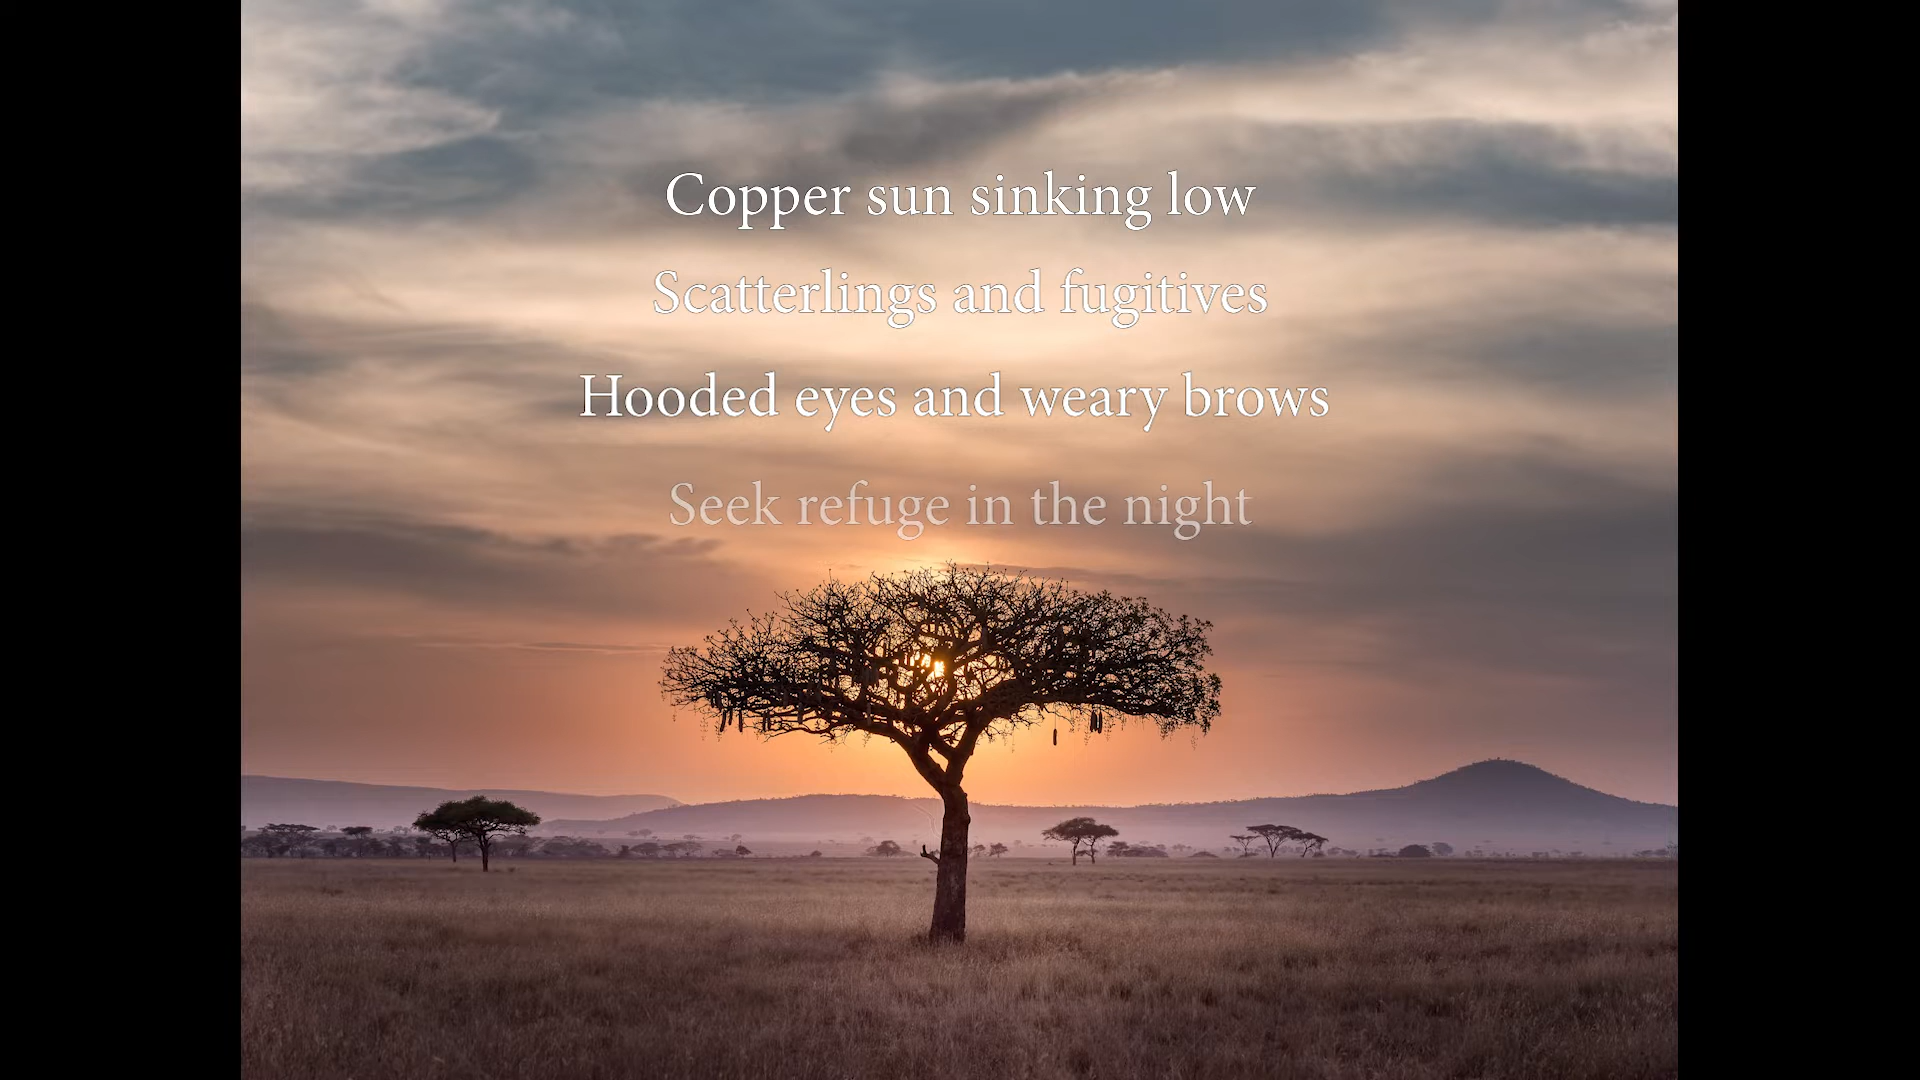 Copper sun sinking low
Scatterlings and fugitives
Hooded eyes and weary brows
Seek refuge in the night